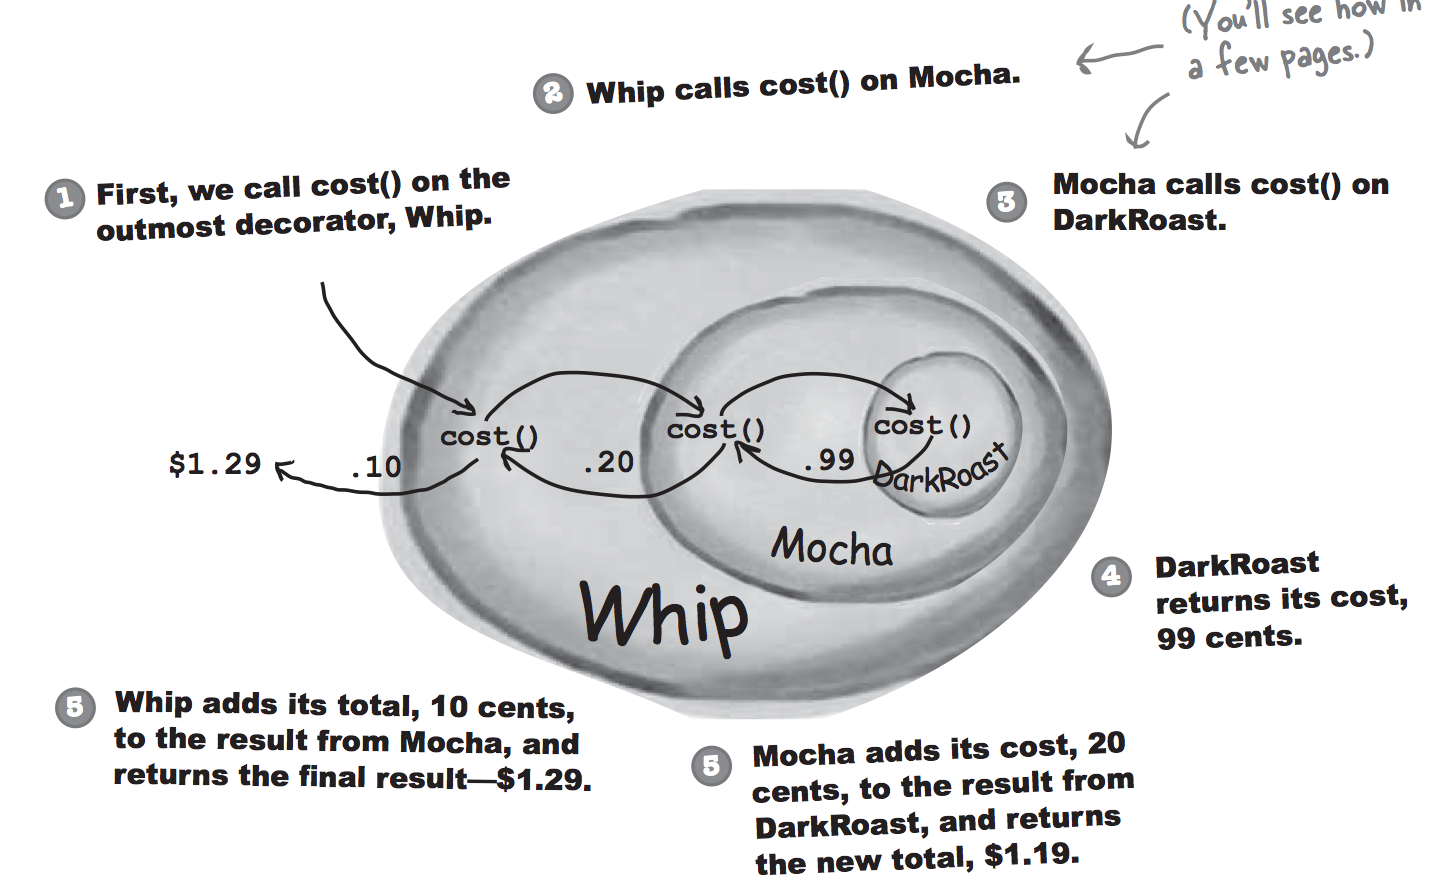 (You'll see how in
a few pages.)
2 Whip calls cost() on Mocha.
1 First, we call cost() on the
outmost decorator, Whip.
3 Mocha calls cost() on
DarkRoast.
cost()
cost()
cost()
$1.29
.10
.20
.99
DarkRoast
Mocha
Whip
4 DarkRoast
returns its cost,
99 cents.
5 Whip adds its total, 10 cents,
to the result from Mocha, and
returns the final result—$1.29.
5 Mocha adds its cost, 20
cents, to the result from
DarkRoast, and returns
the new total, $1.19.